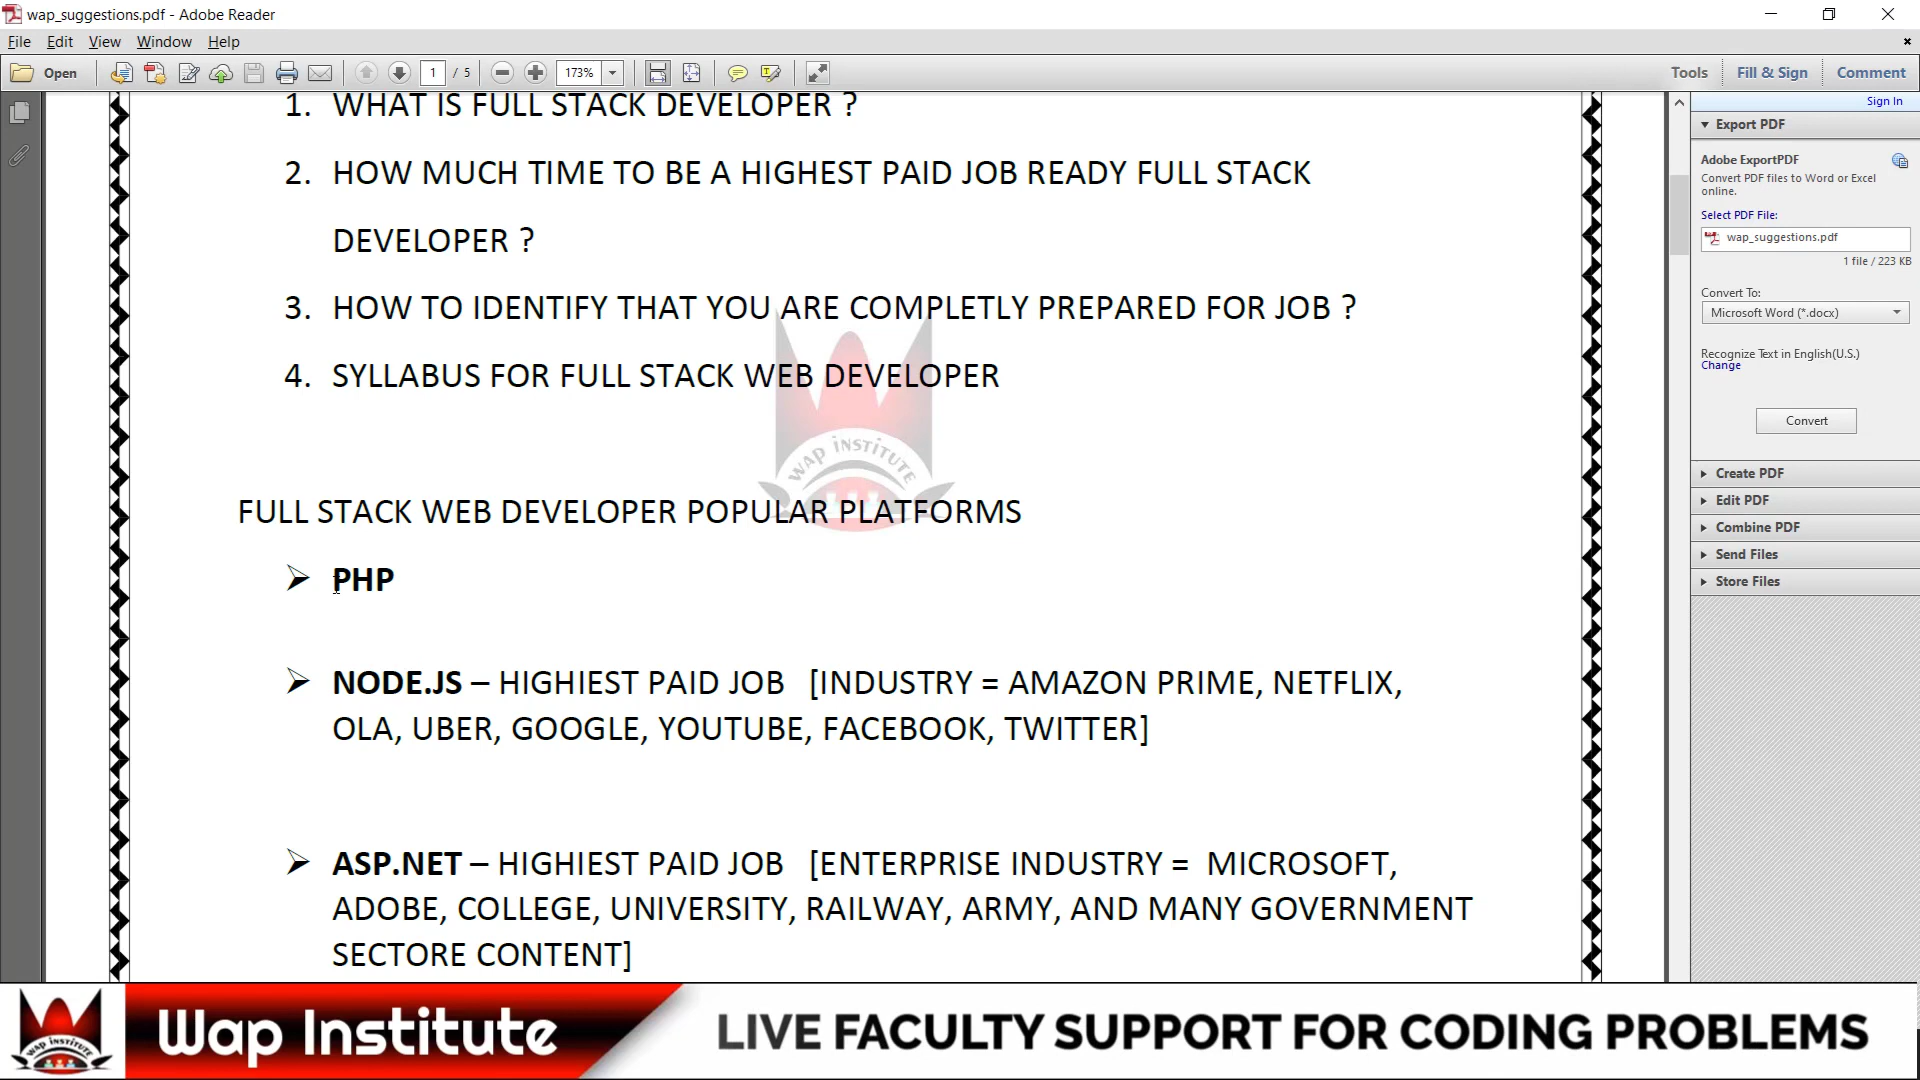 wap_suggestions.pdf - Adobe Reader
File Edit View Window Help
Open 1 / 5 173% Tools Fill & Sign Comment
Sign In
Export PDF
Adobe ExportPDF
Convert PDF files to Word or Excel
online.
Select PDF File:
wap_suggestions.pdf
1 file / 223 KB
Convert To:
Microsoft Word (*.docx)
Recognize Text in English(U.S.)
Change
Convert
Create PDF
Edit PDF
Combine PDF
Send Files
Store Files
1. WHAT IS FULL STACK DEVELOPER ?
2. HOW MUCH TIME TO BE A HIGHEST PAID JOB READY FULL STACK
DEVELOPER ?
3. HOW TO IDENTIFY THAT YOU ARE COMPLETLY PREPARED FOR JOB ?
4. SYLLABUS FOR FULL STACK WEB DEVELOPER
WAP INSTITUTE
FULL STACK WEB DEVELOPER POPULAR PLATFORMS
➢ PHP
➢ NODE.JS – HIGHIEST PAID JOB [INDUSTRY = AMAZON PRIME, NETFLIX,
OLA, UBER, GOOGLE, YOUTUBE, FACEBOOK, TWITTER]
➢ ASP.NET – HIGHIEST PAID JOB [ENTERPRISE INDUSTRY = MICROSOFT,
ADOBE, COLLEGE, UNIVERSITY, RAILWAY, ARMY, AND MANY GOVERNMENT
SECTORE CONTENT]
WAP INSTITUTE
Wap Institute
LIVE FACULTY SUPPORT FOR CODING PROBLEMS